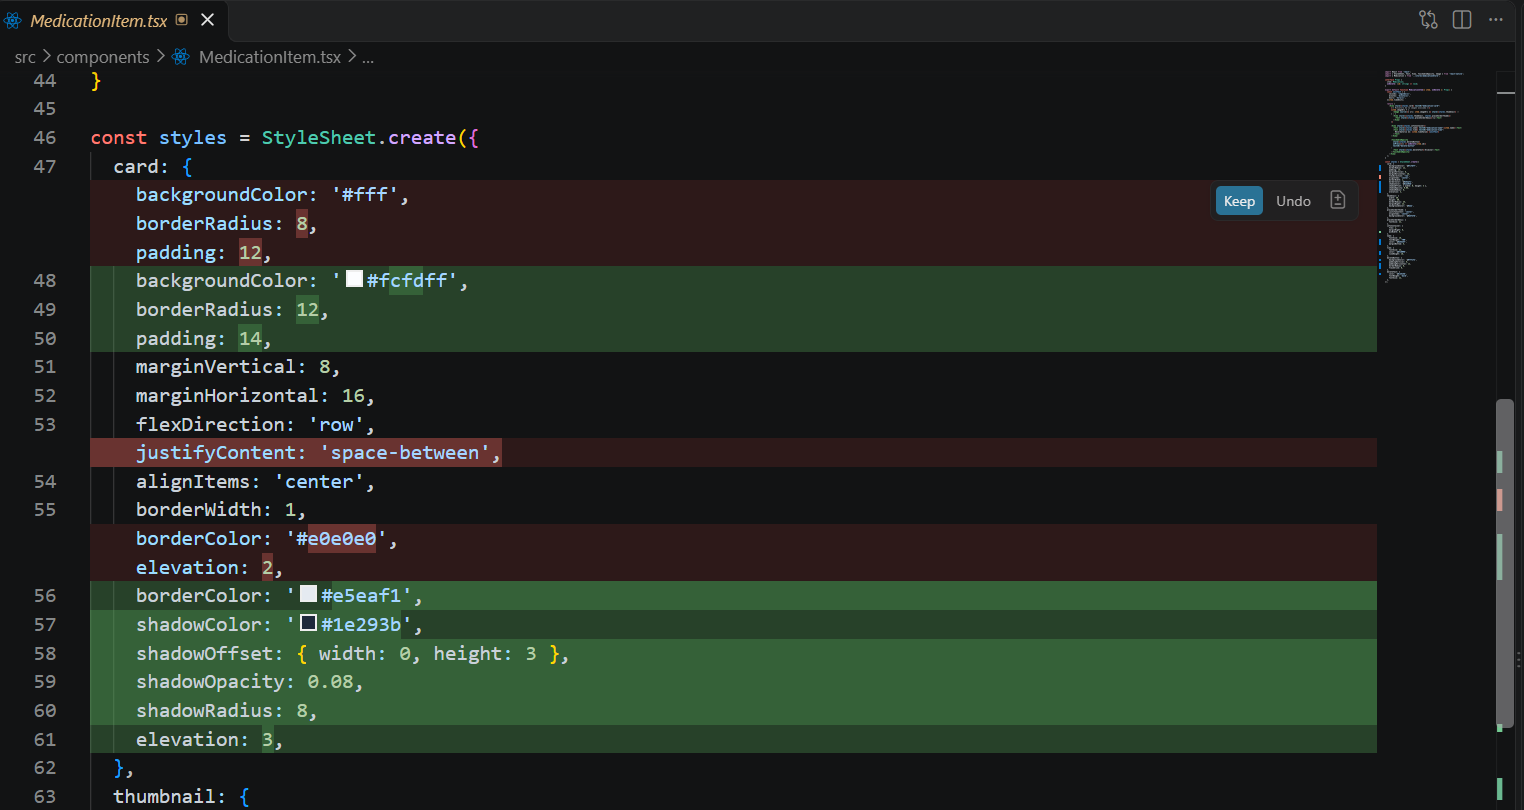 MedicationItem.tsx
src > components > MedicationItem.tsx > ...
44 }
45
46 const styles = StyleSheet.create({
47 card: {
backgroundColor: '#fff',
Keep Undo
borderRadius: 8,
padding: 12,
48 backgroundColor: '#fcfdff',
49 borderRadius: 12,
50 padding: 14,
51 marginVertical: 8,
52 marginHorizontal: 16,
53 flexDirection: 'row',
justifyContent: 'space-between',
54 alignItems: 'center',
55 borderWidth: 1,
borderColor: '#e0e0e0',
elevation: 2,
56 borderColor: '#e5eaf1',
57 shadowColor: '#1e293b',
58 shadowOffset: { width: 0, height: 3 },
59 shadowOpacity: 0.08,
60 shadowRadius: 8,
61 elevation: 3,
62 },
63 thumbnail: {